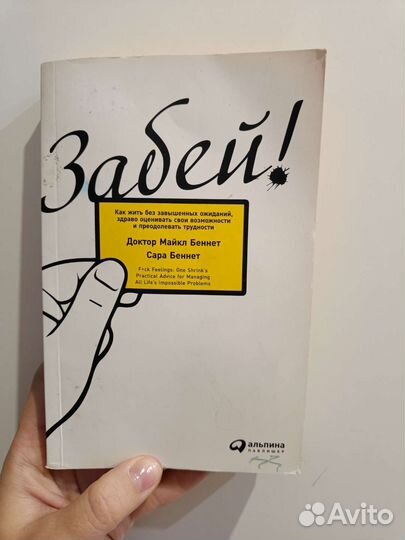 Забей!
Как жить без завышенных ожиданий,
здраво оценивать свои возможности
и преодолевать трудности
Доктор Майкл Беннет
Сара Беннет
F*ck Feelings: One Shrink's
Practical Advice for Managing
All Life's Impossible Problems
альпина
ПАБЛИШЕР
Avito